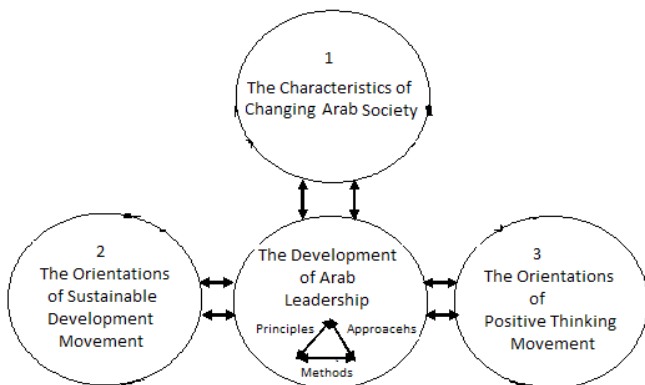 1
The Characteristics of
Changing Arab Society
2
The Orientations
of Sustainable
Development
Movement
The Development
of Arab
Leadership
Principles Approacehs
Methods
3
The Orientations
of
Positive Thinking
Movement